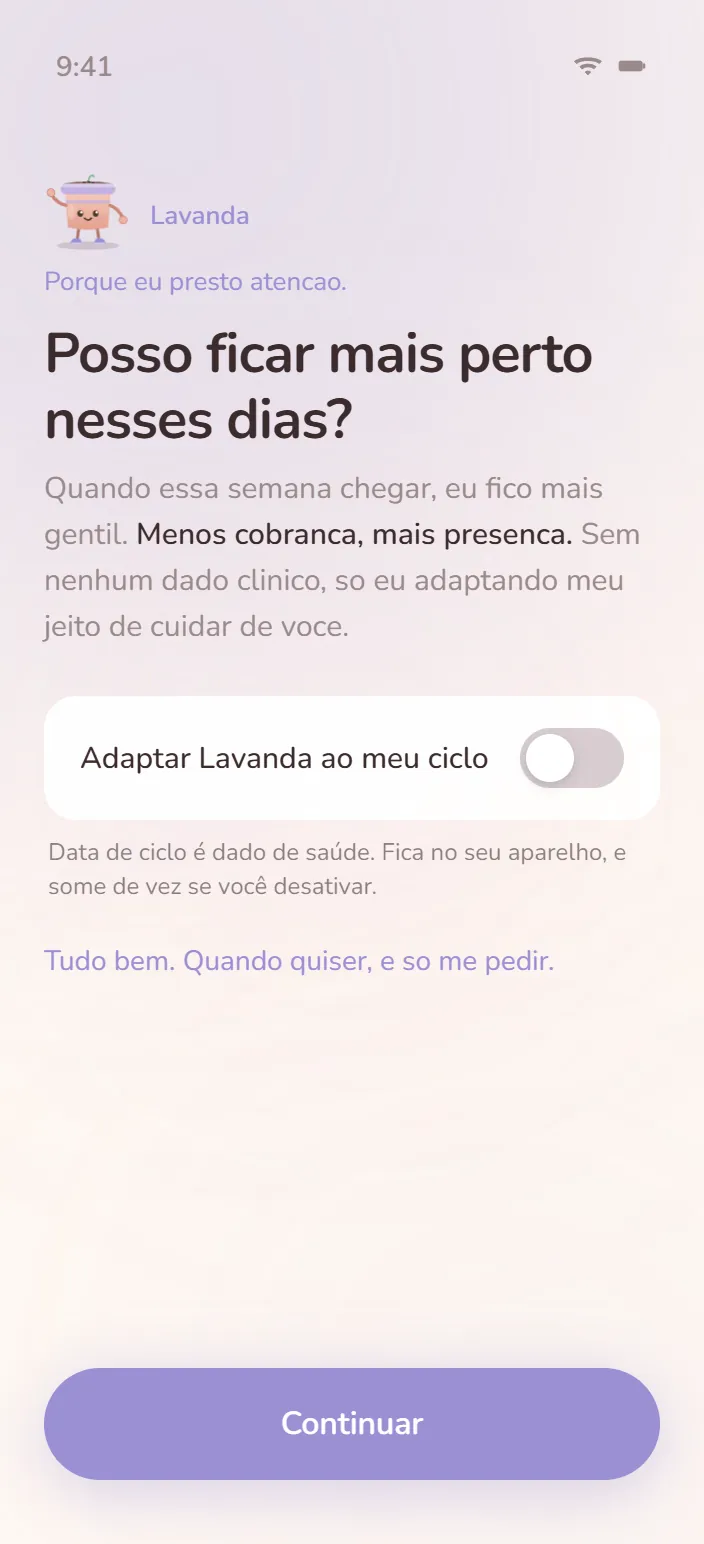 9:41
Lavanda
Porque eu presto atencao.
Posso ficar mais perto
nesses dias?
Quando essa semana chegar, eu fico mais
gentil. Menos cobranca, mais presenca. Sem
nenhum dado clinico, so eu adaptando meu
jeito de cuidar de voce.
Adaptar Lavanda ao meu ciclo
Data de ciclo é dado de saúde. Fica no seu aparelho, e
some de vez se você desativar.
Tudo bem. Quando quiser, e so me pedir.
Continuar